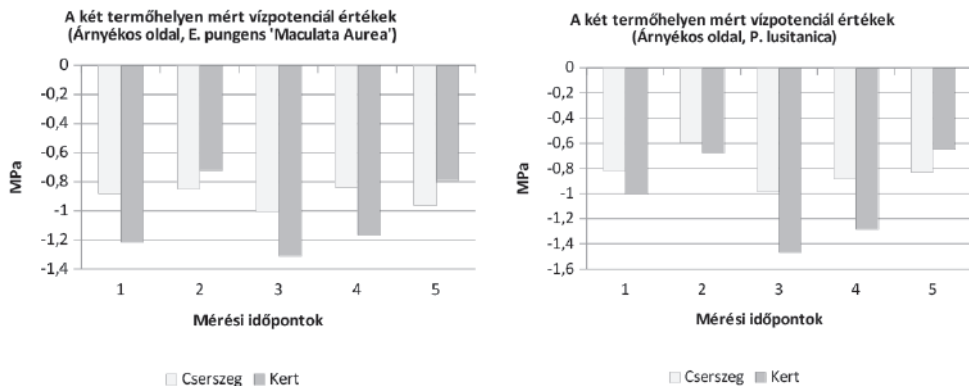 A két termőhelyen mért vízpotenciál értékek
(Árnyékos oldal, E. pungens 'Maculata Aurea')
0
-0,2
-0,4
-0,6
-0,8
-1
-1,2
-1,4
MPa
1 2 3 4 5
Mérési időpontok
Cserszeg Kert
A két termőhelyen mért vízpotenciál értékek
(Árnyékos oldal, P. lusitanica)
0
-0,2
-0,4
-0,6
-0,8
-1
-1,2
-1,4
-1,6
MPa
1 2 3 4 5
Mérési időpontok
Cserszeg Kert